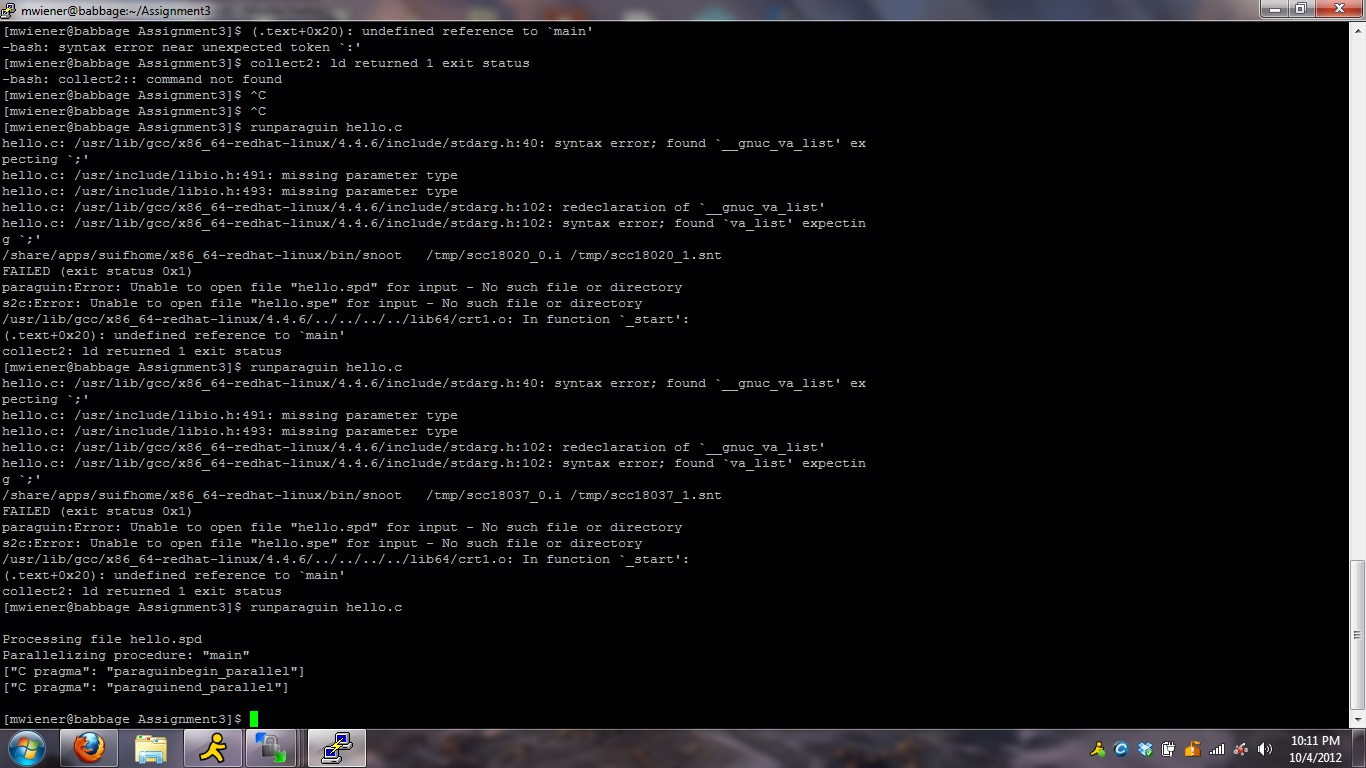 mwiener@babbage:~/Assignment3
[mwiener@babbage Assignment3]$ (.text+0x20): undefined reference to `main'
-bash: syntax error near unexpected token `:'
[mwiener@babbage Assignment3]$ collect2: ld returned 1 exit status
-bash: collect2:: command not found
[mwiener@babbage Assignment3]$ ^C
[mwiener@babbage Assignment3]$ ^C
[mwiener@babbage Assignment3]$ runparaguin hello.c
hello.c: /usr/lib/gcc/x86_64-redhat-linux/4.4.6/include/stdarg.h:40: syntax error; found `__gnuc_va_list' ex
pecting `;'
hello.c: /usr/include/libio.h:491: missing parameter type
hello.c: /usr/include/libio.h:493: missing parameter type
hello.c: /usr/lib/gcc/x86_64-redhat-linux/4.4.6/include/stdarg.h:102: redeclaration of `__gnuc_va_list'
hello.c: /usr/lib/gcc/x86_64-redhat-linux/4.4.6/include/stdarg.h:102: syntax error; found `va_list' expectin
g `;'
/share/apps/suifhome/x86_64-redhat-linux/bin/snoot   /tmp/scc18020_0.i /tmp/scc18020_1.snt
FAILED (exit status 0x1)
paraguin:Error: Unable to open file "hello.spd" for input - No such file or directory
s2c:Error: Unable to open file "hello.spe" for input - No such file or directory
/usr/lib/gcc/x86_64-redhat-linux/4.4.6/../../../../lib64/crt1.o: In function `_start':
(.text+0x20): undefined reference to `main'
collect2: ld returned 1 exit status
[mwiener@babbage Assignment3]$ runparaguin hello.c
hello.c: /usr/lib/gcc/x86_64-redhat-linux/4.4.6/include/stdarg.h:40: syntax error; found `__gnuc_va_list' ex
pecting `;'
hello.c: /usr/include/libio.h:491: missing parameter type
hello.c: /usr/include/libio.h:493: missing parameter type
hello.c: /usr/lib/gcc/x86_64-redhat-linux/4.4.6/include/stdarg.h:102: redeclaration of `__gnuc_va_list'
hello.c: /usr/lib/gcc/x86_64-redhat-linux/4.4.6/include/stdarg.h:102: syntax error; found `va_list' expectin
g `;'
/share/apps/suifhome/x86_64-redhat-linux/bin/snoot   /tmp/scc18037_0.i /tmp/scc18037_1.snt
FAILED (exit status 0x1)
paraguin:Error: Unable to open file "hello.spd" for input - No such file or directory
s2c:Error: Unable to open file "hello.spe" for input - No such file or directory
/usr/lib/gcc/x86_64-redhat-linux/4.4.6/../../../../lib64/crt1.o: In function `_start':
(.text+0x20): undefined reference to `main'
collect2: ld returned 1 exit status
[mwiener@babbage Assignment3]$ runparaguin hello.c
Processing file hello.spd
Parallelizing procedure: "main"
["C pragma": "paraguinbegin_parallel"]
["C pragma": "paraguinend_parallel"]
[mwiener@babbage Assignment3]$
10:11 PM
10/4/2012